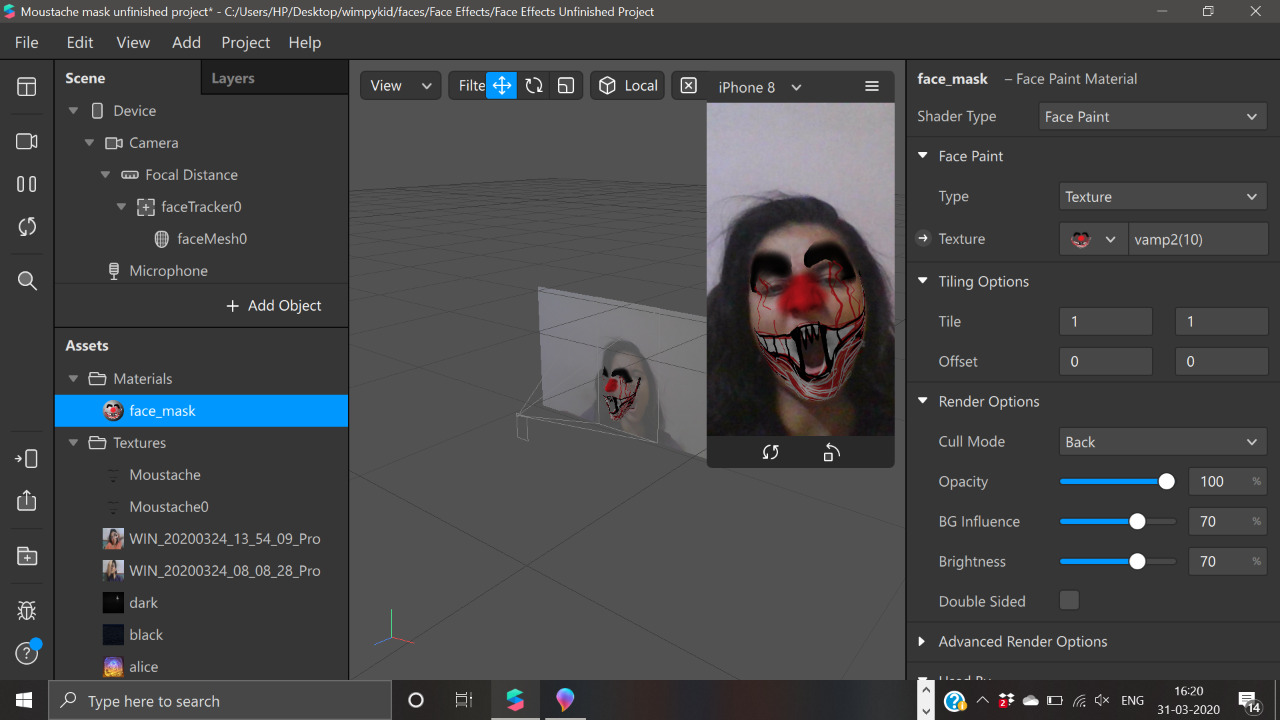 Moustache mask unfinished project* - C:/Users/HP/Desktop/wimpykid/faces/Face Effects/Face Effects Unfinished Project
File Edit View Add Project Help
Scene Layers
Device
Camera
Focal Distance
faceTracker0
faceMesh0
Microphone
+ Add Object
Assets
Materials
face_mask
Textures
Moustache
Moustache0
WIN_20200324_13_54_09_Pro
WIN_20200324_08_08_28_Pro
dark
black
alice
View Filte Local
iPhone 8
face_mask – Face Paint Material
Shader Type Face Paint
Face Paint
Type Texture
Texture vamp2(10)
Tiling Options
Tile 1 1
Offset 0 0
Render Options
Cull Mode Back
Opacity 100 %
BG Influence 70 %
Brightness 70 %
Double Sided
Advanced Render Options
Used By
Type here to search
2
ENG
16:20
31-03-2020
14